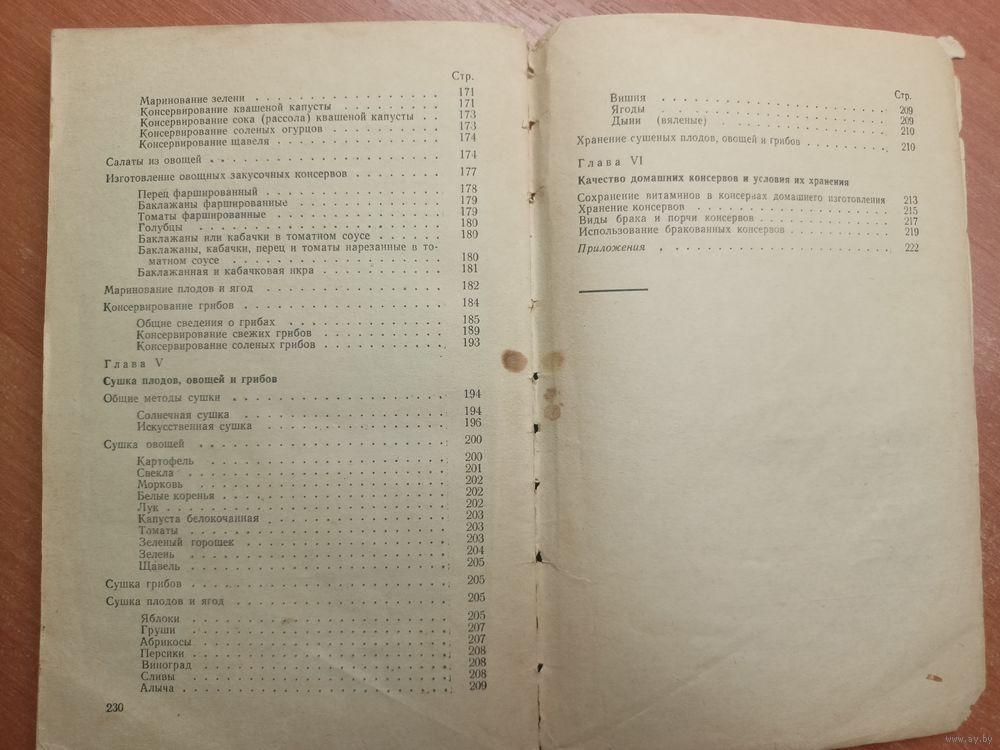 Стр.
Маринование зелени . . . 171
Консервирование квашеной капусты . . . 171
Консервирование сока (рассола) квашеной капусты . . 173
Консервирование соленых огурцов . . . 173
Консервирование щавеля . . . 174
Салаты из овощей . . . 174
Изготовление овощных закусочных консервов . . . 177
Перец фаршированный . . . 178
Баклажаны фаршированные . . . 179
Томаты фаршированные . . . 179
Голубцы . . . 180
Баклажаны или кабачки в томатном соусе . . . 180
Баклажаны, кабачки, перец и томаты нарезанные в то-
матном соусе . . . 180
Баклажанная и кабачковая икра . . . 181
Маринование плодов и ягод . . . 182
Консервирование грибов . . . 184
Общие сведения о грибах . . . 185
Консервирование свежих грибов . . . 189
Консервирование соленых грибов . . . 193
Глава V
Сушка плодов, овощей и грибов
Общие методы сушки . . . 194
Солнечная сушка . . . 194
Искусственная сушка . . . 196
Сушка овощей . . . 200
Картофель . . . 200
Свекла . . . 201
Морковь . . . 202
Белые коренья . . . 202
Лук . . . 202
Капуста белокочанная . . . 203
Томаты . . . 203
Зеленый горошек . . . 203
Зелень . . . 204
Щавель . . . 205
Сушка грибов . . . 205
Сушка плодов и ягод . . . 205
Яблоки . . . 205
Груши . . . 207
Абрикосы . . . 207
Персики . . . 208
Виноград . . . 208
Сливы . . . 208
Алыча . . . 209
230
Стр.
Вишня . . . 209
Ягоды . . . 209
Дыни (вяленые) . . . 210
Хранение сушеных плодов, овощей и грибов . . . 210
Глава VI
Качество домашних консервов и условия их хранения
Сохранение витаминов в консервах домашнего изготовления 213
Хранение консервов . . . 215
Виды брака и порчи консервов . . . 217
Использование бракованных консервов . . . 219
Приложения . . . 222
www.ay.by